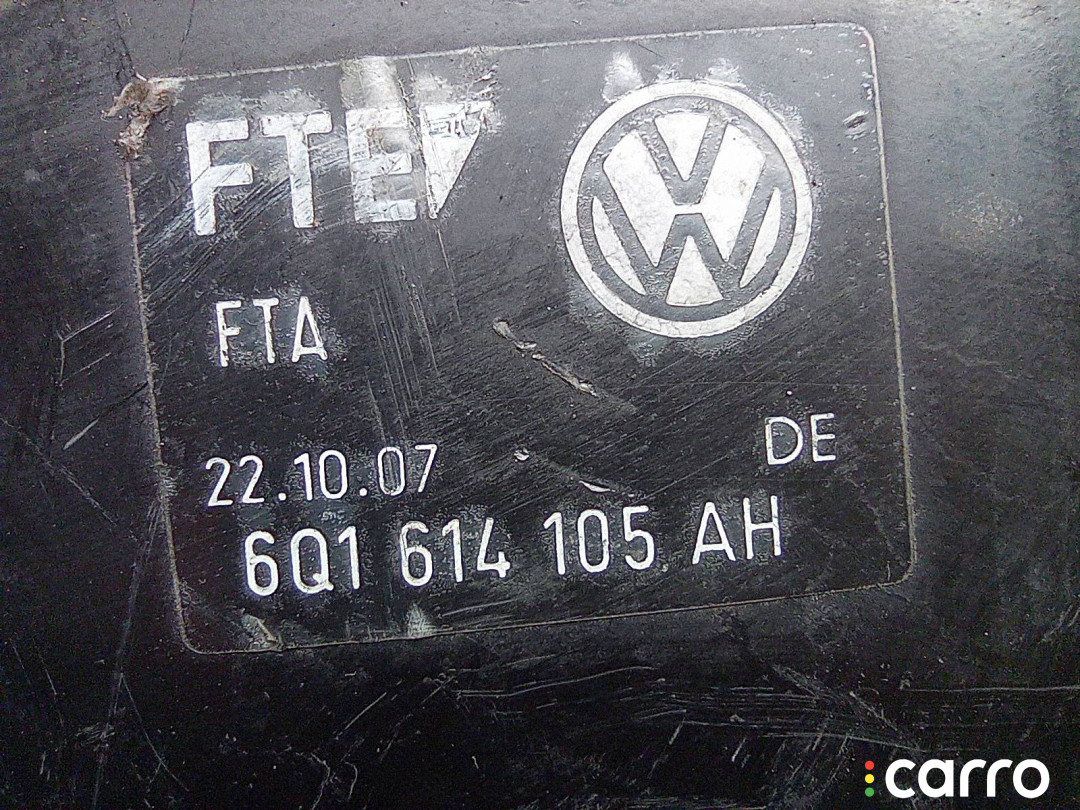 FTE
FTA
22.10.07
DE
6Q1 614 105 AH
carro